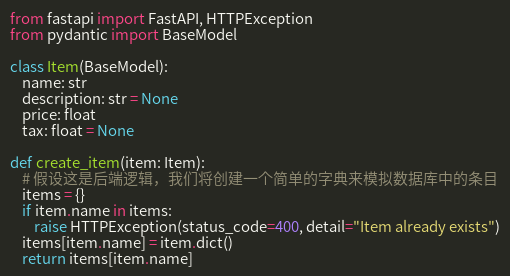 from fastapi import FastAPI, HTTPException
from pydantic import BaseModel
class Item(BaseModel):
name: str
description: str = None
price: float
tax: float = None
def create_item(item: Item):
# 假设这是后端逻辑，我们将创建一个简单的字典来模拟数据库中的条目
items = {}
if item.name in items:
raise HTTPException(status_code=400, detail="Item already exists")
items[item.name] = item.dict()
return items[item.name]